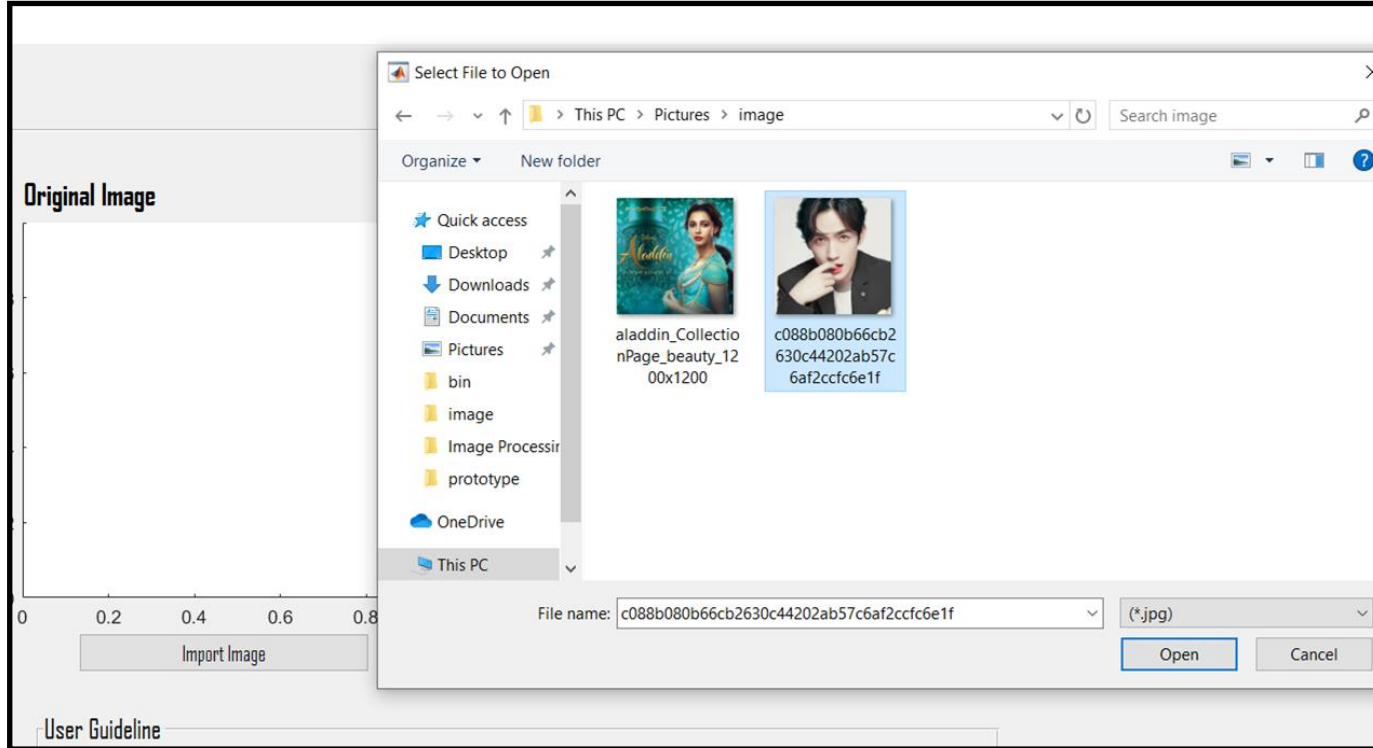 Select File to Open
This PC > Pictures > image
Search image
Organize
New folder
Original Image
Quick access
Desktop
Downloads
Documents
Pictures
bin
image
Image Processin
prototype
OneDrive
This PC
Aladdin
aladdin_Collectio
nPage_beauty_12
00x1200
c088b080b66cb2
630c44202ab57c
6af2ccfc6e1f
0 0.2 0.4 0.6 0.8
File name: c088b080b66cb2630c44202ab57c6af2ccfc6e1f
(*.jpg)
Import Image
Open
Cancel
User Guideline